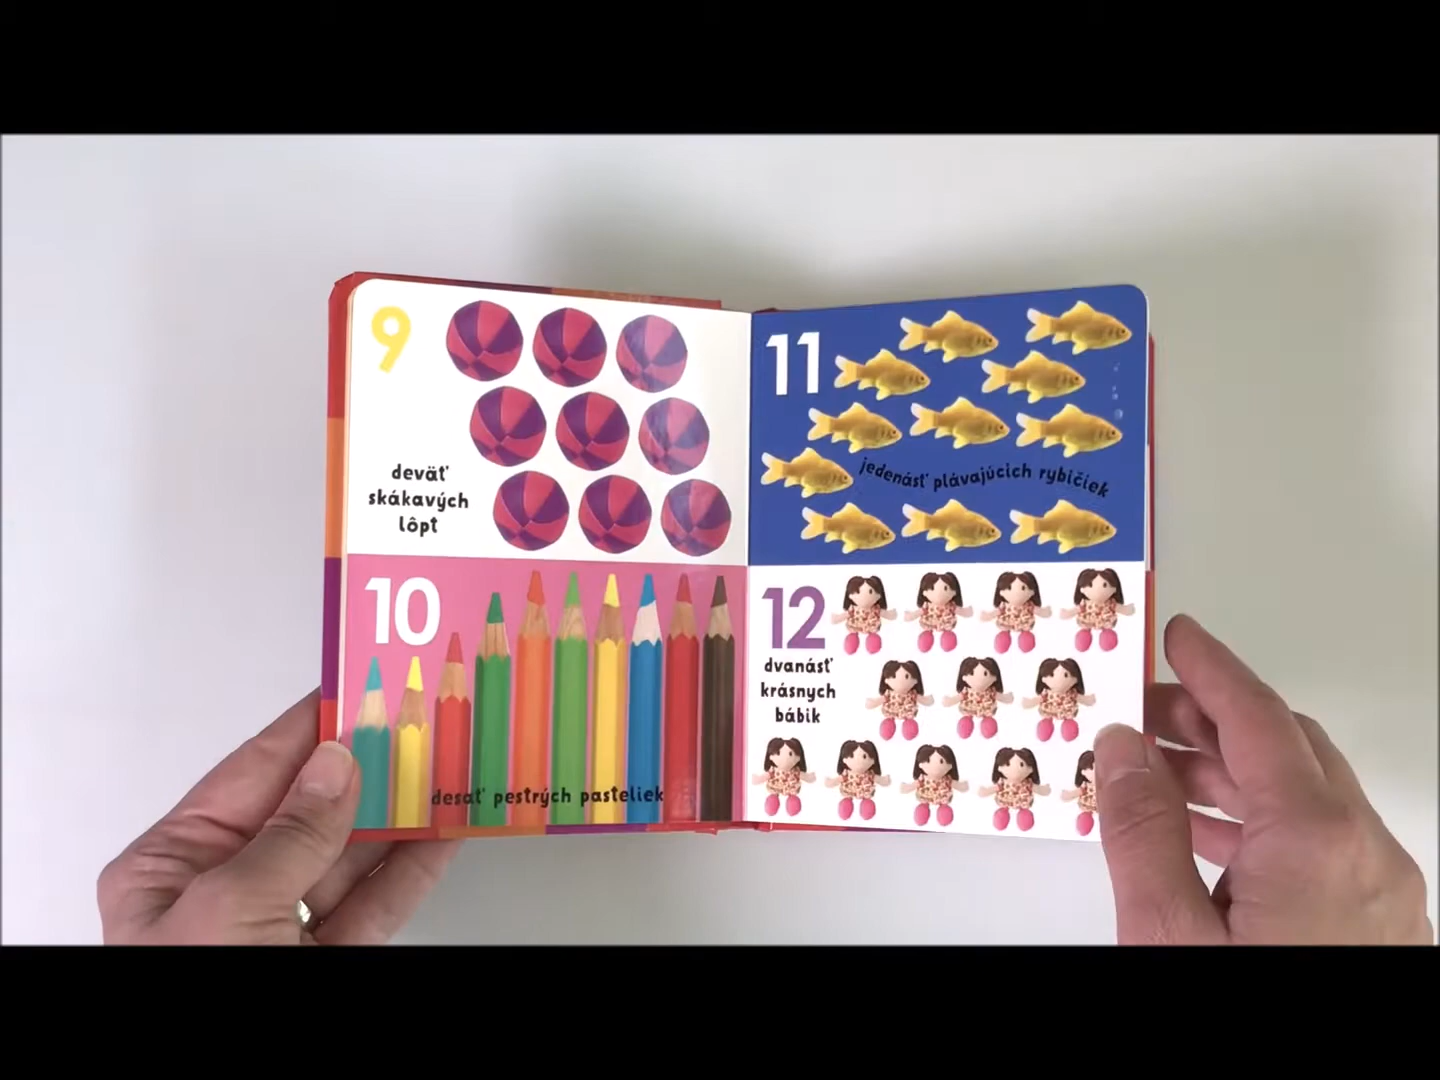 9
deväť
skákavých
lôpt
10
desať pestrých pasteliek
11
jedenásť plávajúcich rybičiek
12
dvanásť
krásnych
bábik